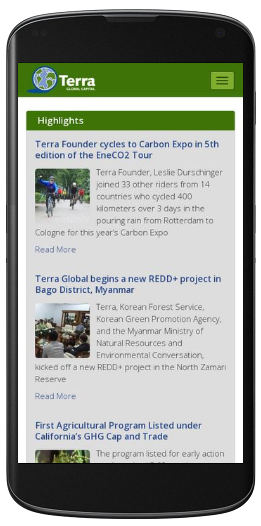 Terra
GLOBAL CAPITAL
Highlights
Terra Founder cycles to Carbon Expo in 5th
edition of the EneCO2 Tour
Terra Founder, Leslie Durschinger
joined 33 other riders from 14
countries who cycled 400
kilometers over 3 days in the
pouring rain from Rotterdam to
Cologne for this year's Carbon Expo
Read More
Terra Global begins a new REDD+ project in
Bago District, Myanmar
Terra, Korean Forest Service,
Korean Green Promotion Agency,
and the Myanmar Ministry of
Natural Resources and
Environmental Conversation,
kicked off a new REDD+ project in the North Zamari
Reserve
Read More
First Agricultural Program Listed under
California's GHG Cap and Trade
The program listed for early action